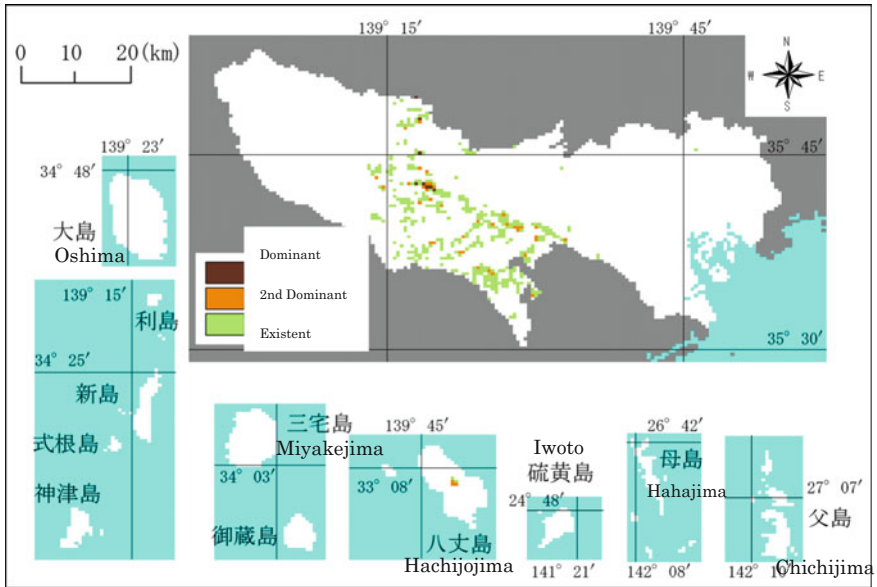 139° 15′
139° 45′
0 10 20(km)
N
W E
S
139° 23′
34° 48′
35° 45′
大島
Oshima
Dominant
2nd Dominant
Existent
139° 15′
利島
34° 25′
35° 30′
新島
式根島
神津島
三宅島
Miyakejima
34° 03′
御蔵島
139° 45′
33° 08′
八丈島
Hachijojima
Iwoto
硫黄島
24° 48′
141° 21′
26° 42′
母島
Hahajima
142° 08′
27° 07′
父島
142° 10′
Chichijima